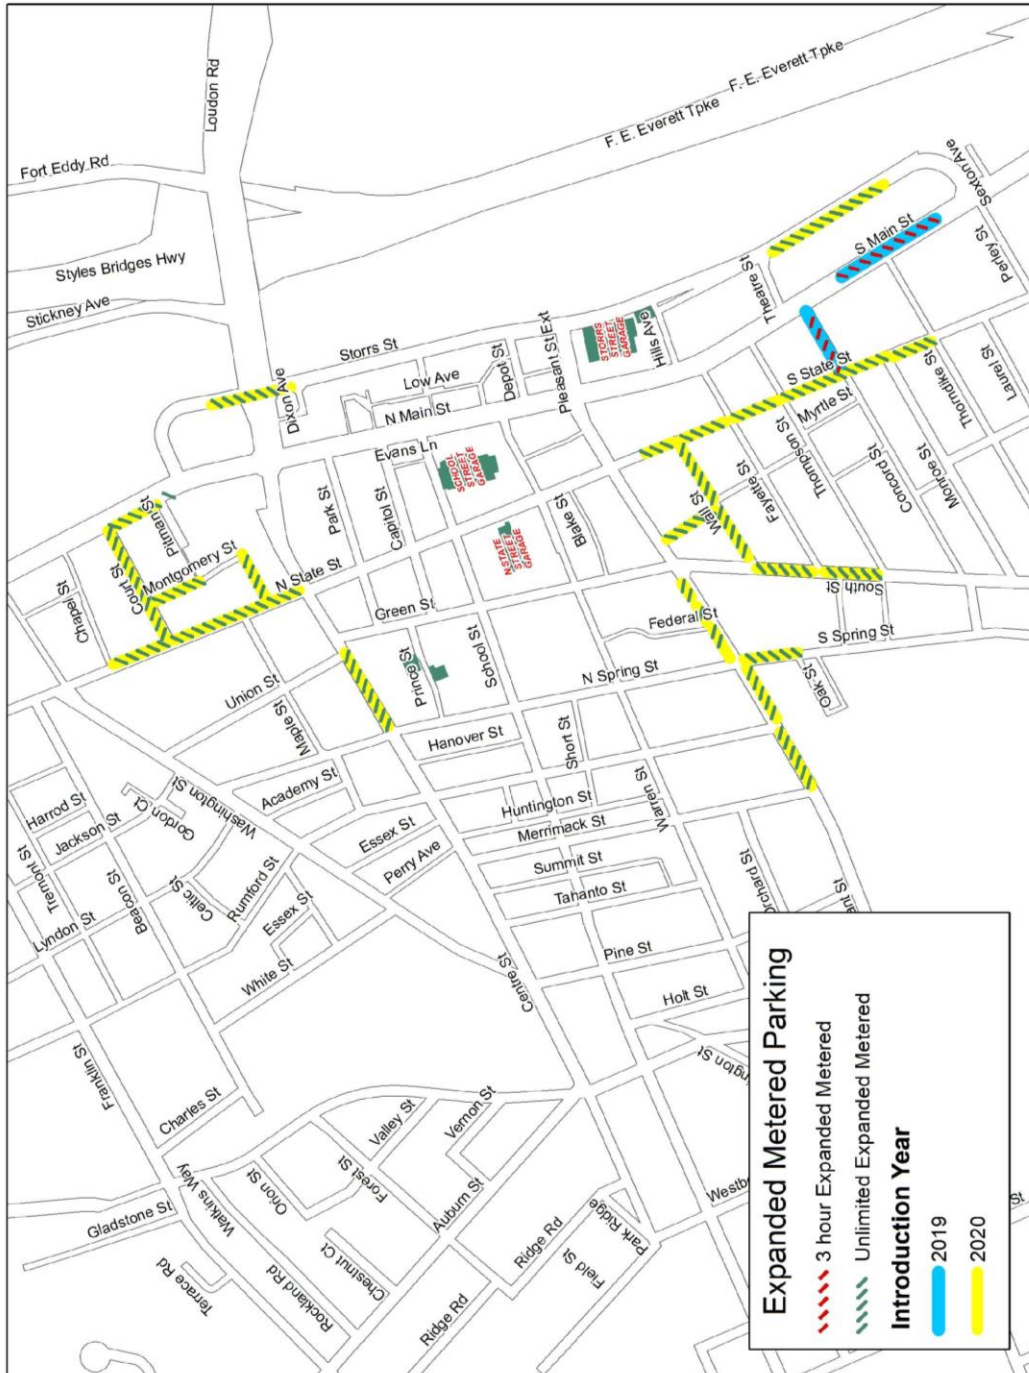 Fort Eddy Rd
Loudon Rd
F. E. Everett Tpke
F. E. Everett Tpke
Styles Bridges Hwy
Stickney Ave
Storrs St
Dixon Ave
Low Ave
N Main St
Depot St
Pleasant St Ext
STORRS
STREET
GARAGE
Hills Ave
Theatre St
S Main St
Sexton Ave
Perley St
S State St
Thorndike St
Laurel St
Myrtle St
Thompson St
Concord St
Monroe St
Evans Ln
SCHOOL
STREET
GARAGE
Park St
Capitol St
N STATE
STREET
GARAGE
Blake St
Wall St
Fayette St
South St
Pitman St
Court St
Montgomery St
Chapel St
N State St
Green St
Federal St
S Spring St
Oak St
Prince St
School St
N Spring St
Union St
Maple St
Hanover St
Short St
Academy St
Washington St
Harrod St
Jackson St
Gordon Ct
Tremont St
Beacon St
Celtic St
Rumford St
Essex St
Essex St
Perry Ave
Huntington St
Merrimack St
Warren St
Summit St
Tahanto St
Lyndon St
White St
Centre St
Pine St
Holt St
Orchard St
ant St
ington St
Franklin St
Charles St
Valley St
Vernon St
Forest St
Orion St
Watkins Way
Gladstone St
Auburn St
Chestnut Ct
Rockland Rd
Terrace Rd
Ridge Rd
Ridge Rd
Field St
Park Ridge
Westb
St
Expanded Metered Parking
3 hour Expanded Metered
Unlimited Expanded Metered
Introduction Year
2019
2020